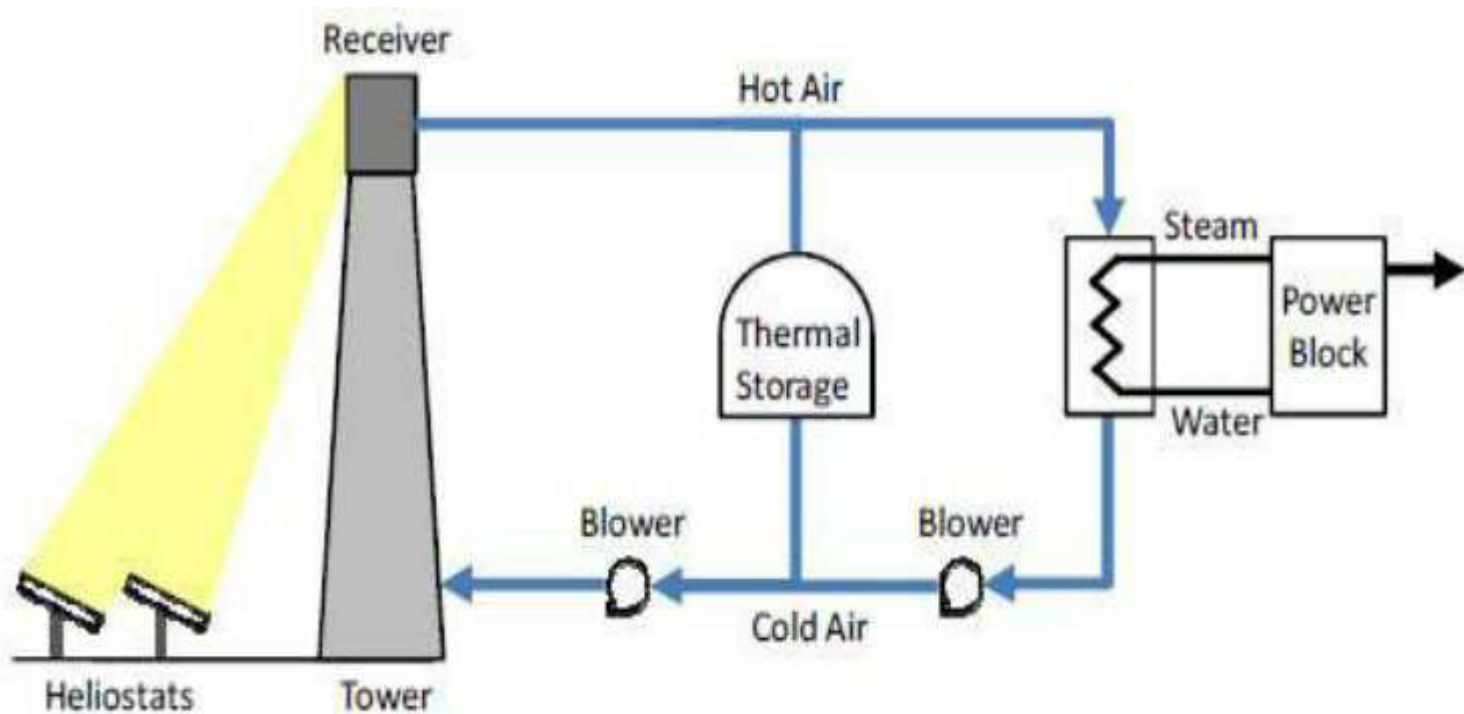 Receiver
Hot Air
Steam
Thermal
Storage
Power
Block
Water
Blower
Blower
Cold Air
Heliostats
Tower